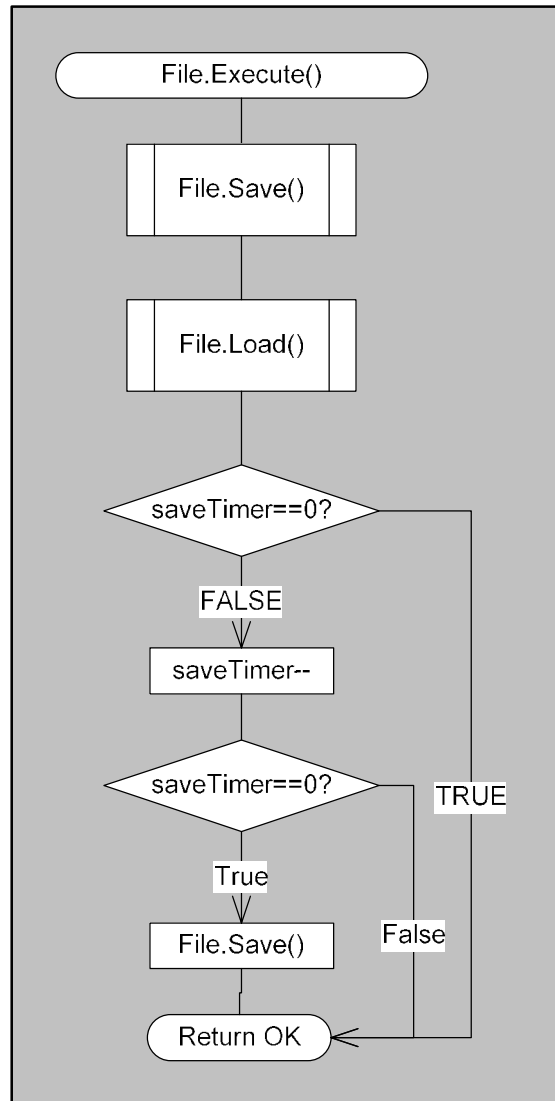 File.Execute()
File.Save()
File.Load()
saveTimer==0?
FALSE
saveTimer--
saveTimer==0?
TRUE
True
False
File.Save()
Return OK